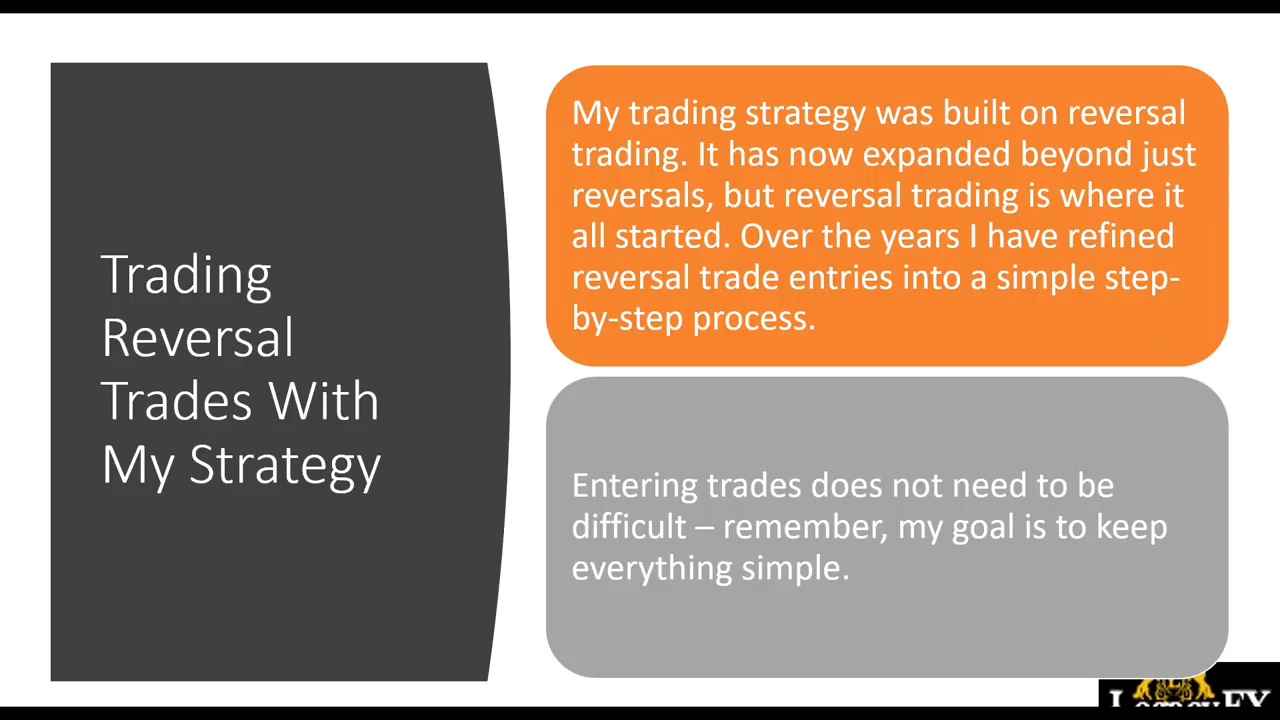 Trading
Reversal
Trades With
My Strategy
My trading strategy was built on reversal
trading. It has now expanded beyond just
reversals, but reversal trading is where it
all started. Over the years I have refined
reversal trade entries into a simple step-
by-step process.
Entering trades does not need to be
difficult – remember, my goal is to keep
everything simple.